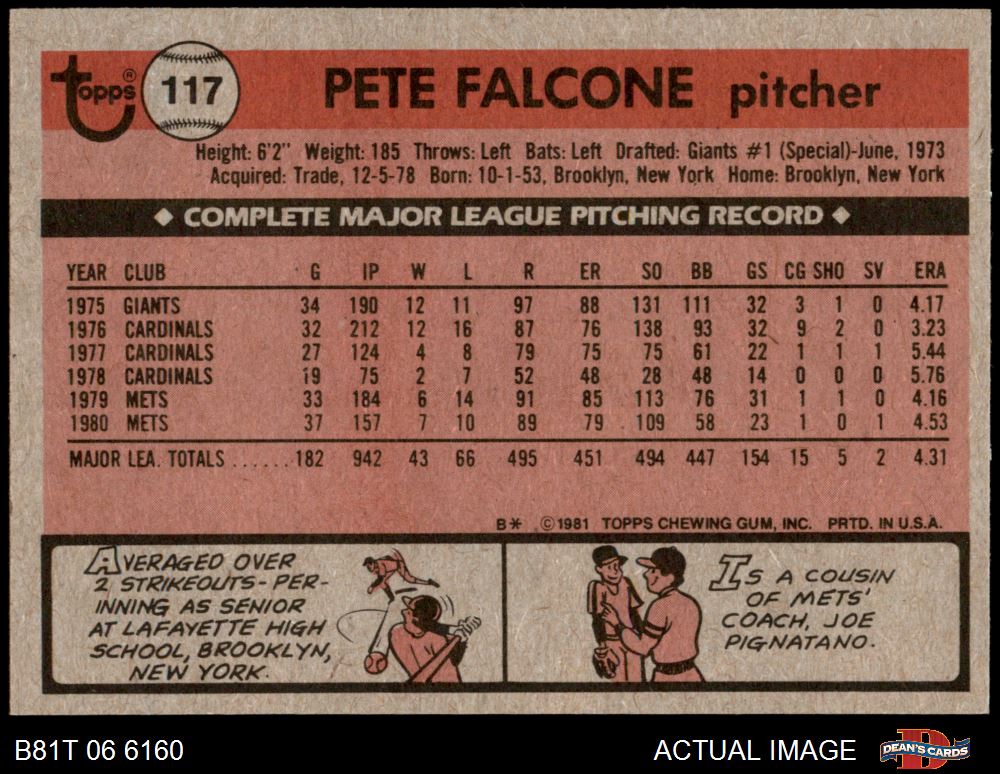 Topps® 117 PETE FALCONE pitcher
Height: 6'2" Weight: 185 Throws: Left Bats: Left Drafted: Giants #1 (Special)-June, 1973
Acquired: Trade, 12-5-78 Born: 10-1-53, Brooklyn, New York Home: Brooklyn, New York
◆ COMPLETE MAJOR LEAGUE PITCHING RECORD ◆
YEAR CLUB G IP W L R ER SO BB GS CG SHO SV ERA
1975 GIANTS 34 190 12 11 97 88 131 111 32 3 1 0 4.17
1976 CARDINALS 32 212 12 16 87 76 138 93 32 9 2 0 3.23
1977 CARDINALS 27 124 4 8 79 75 75 61 22 1 1 1 5.44
1978 CARDINALS 19 75 2 7 52 48 28 48 14 0 0 0 5.76
1979 METS 33 184 6 14 91 85 113 76 31 1 1 0 4.16
1980 METS 37 157 7 10 89 79 109 58 23 1 0 1 4.53
MAJOR LEA. TOTALS ......182 942 43 66 495 451 494 447 154 15 5 2 4.31
B* ©1981 TOPPS CHEWING GUM, INC. PRTD. IN U.S.A.
AVERAGED OVER
2 STRIKEOUTS-PER-
INNING AS SENIOR
AT LAFAYETTE HIGH
SCHOOL, BROOKLYN,
NEW YORK.
IS A COUSIN
OF METS'
COACH, JOE
PIGNATANO.
B81T 06 6160 ACTUAL IMAGE DEAN'S CARDS